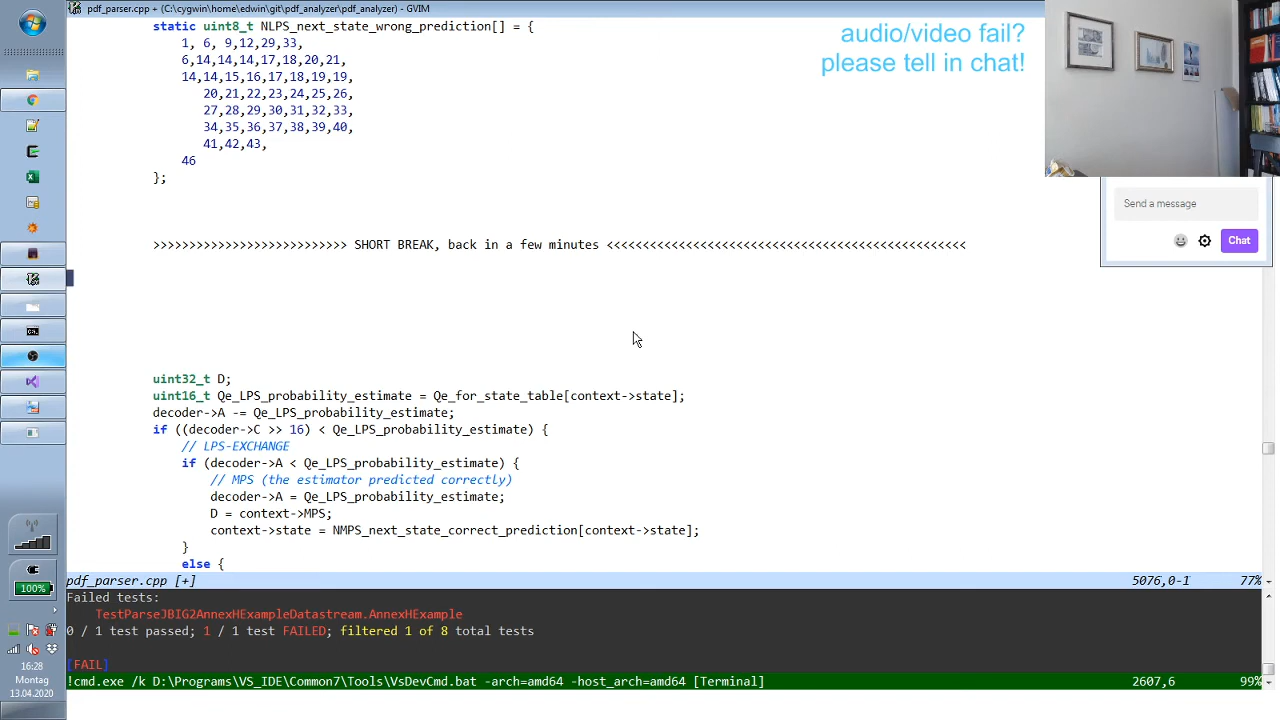 pdf_parser.cpp + (C:\cygwin\home\edwin\git\pdf_analyzer\pdf_analyzer) - GVIM
static uint8_t NLPS_next_state_wrong_prediction[] = {
1, 6, 9,12,29,33,
6,14,14,14,17,18,20,21,
14,14,15,16,17,18,19,19,
20,21,22,23,24,25,26,
27,28,29,30,31,32,33,
34,35,36,37,38,39,40,
41,42,43,
46
};
audio/video fail?
please tell in chat!
Send a message
Chat
>>>>>>>>>>>>>>>>>>>>>>>>>>> SHORT BREAK, back in a few minutes <<<<<<<<<<<<<<<<<<<<<<<<<<<<<<<<<<<<<<<<<<<<<<<<<<
uint32_t D;
uint16_t Qe_LPS_probability_estimate = Qe_for_state_table[context->state];
decoder->A -= Qe_LPS_probability_estimate;
if ((decoder->C >> 16) < Qe_LPS_probability_estimate) {
// LPS-EXCHANGE
if (decoder->A < Qe_LPS_probability_estimate) {
// MPS (the estimator predicted correctly)
decoder->A = Qe_LPS_probability_estimate;
D = context->MPS;
context->state = NMPS_next_state_correct_prediction[context->state];
}
else {
pdf_parser.cpp [+] 5076,0-1 77%
Failed tests:
TestParseJBIG2AnnexHExampleDatastream.AnnexHExample
0 / 1 test passed; 1 / 1 test FAILED; filtered 1 of 8 total tests
[FAIL]
!cmd.exe /k D:\Programs\VS_IDE\Common7\Tools\VsDevCmd.bat -arch=amd64 -host_arch=amd64 [Terminal] 2607,6 99%
100%
16:28
Montag
13.04.2020